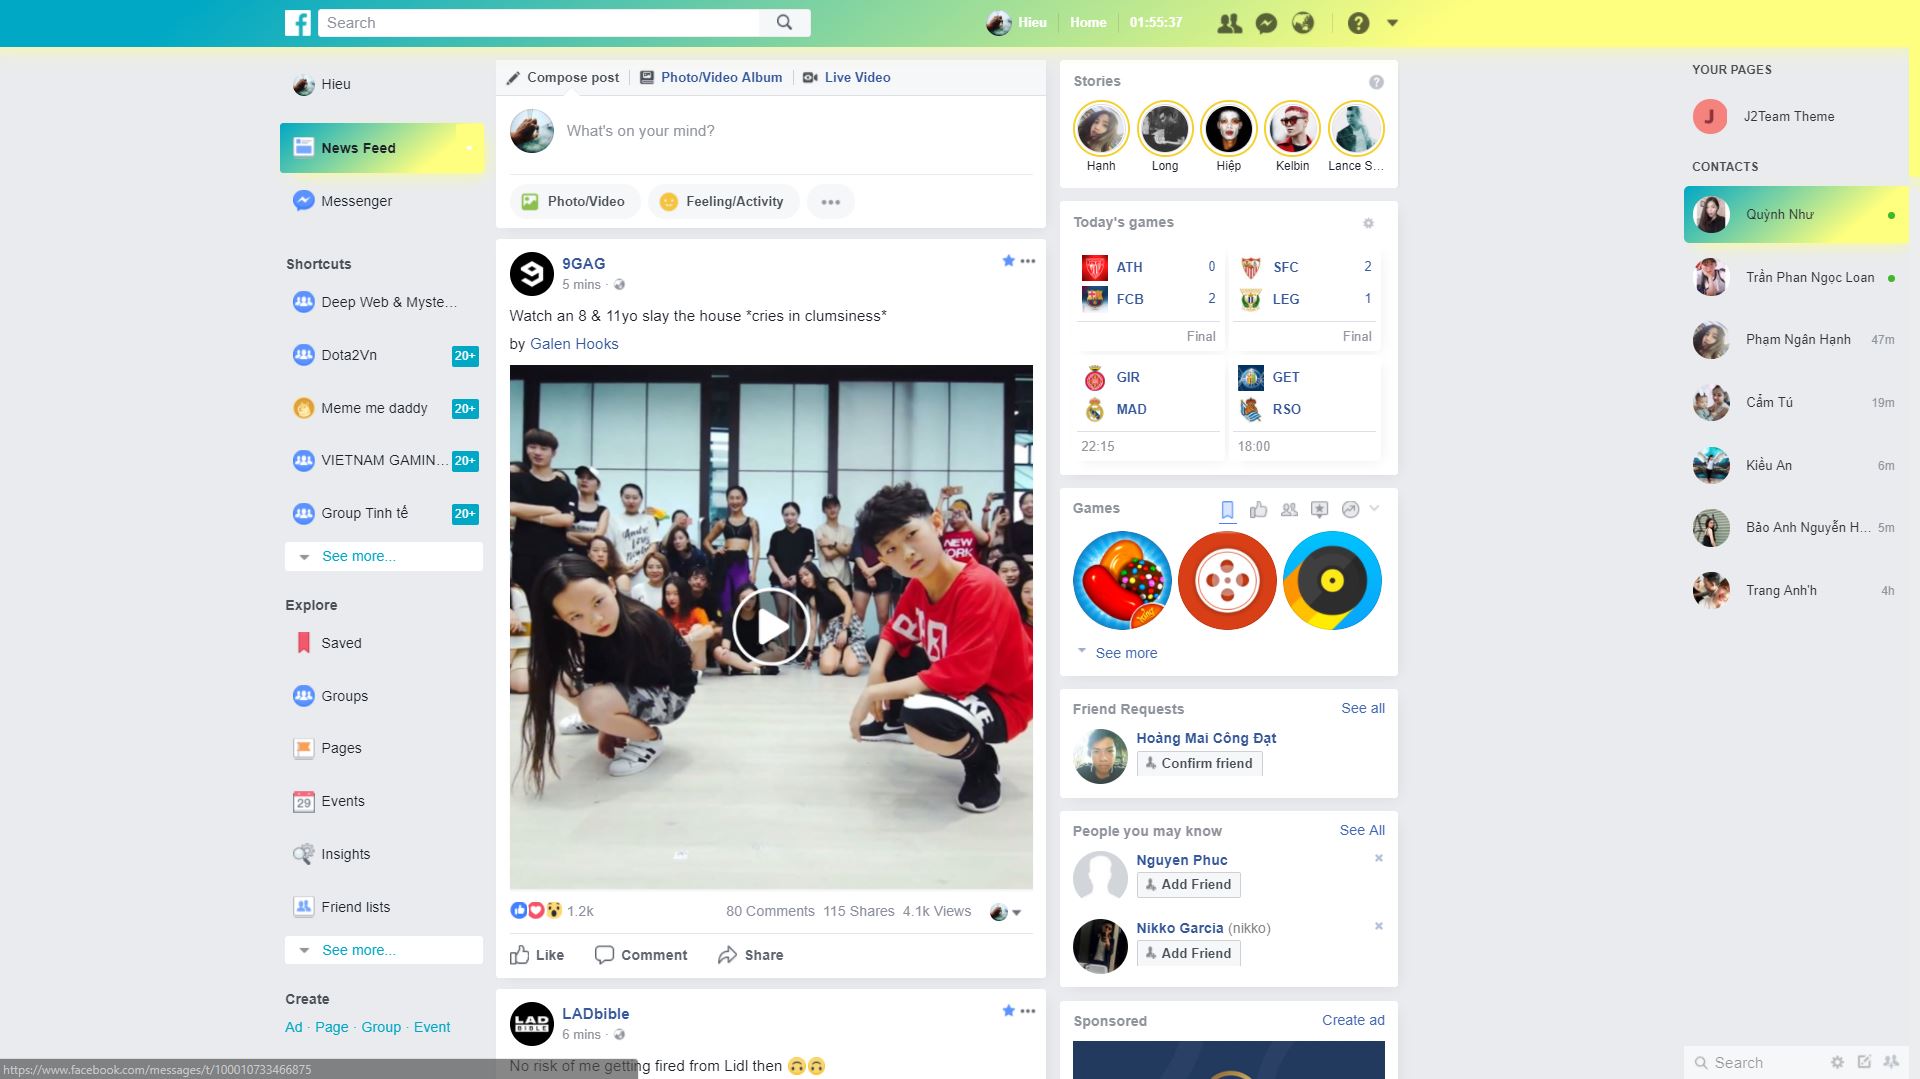 Search
Hieu
Home
01:55:37
Hieu
News Feed
Messenger
Shortcuts
Deep Web & Myste...
Dota2Vn 20+
Meme me daddy 20+
VIETNAM GAMIN... 20+
Group Tinh tế 20+
See more...
Explore
Saved
Groups
Pages
29 Events
Insights
Friend lists
See more...
Create
Ad · Page · Group · Event
Compose post
Photo/Video Album
Live Video
What's on your mind?
Photo/Video
Feeling/Activity
9GAG
5 mins ·
Watch an 8 & 11yo slay the house *cries in clumsiness*
by Galen Hooks
NEW
YORK
1.2k
80 Comments 115 Shares 4.1k Views
Like
Comment
Share
LAD
BIBLE
LADbible
6 mins ·
No risk of me getting fired from Lidl then
Stories
Hạnh
Long
Hiệp
Kelbin
Lance S...
Today's games
ATH 0
FCB 2
Final
SFC 2
LEG 1
Final
GIR
MAD
22:15
GET
RSO
18:00
Games
See more
Friend Requests See all
Hoàng Mai Công Đạt
Confirm friend
People you may know See All
Nguyen Phuc
Add Friend
Nikko Garcia (nikko)
Add Friend
Sponsored Create ad
YOUR PAGES
J J2Team Theme
CONTACTS
Quỳnh Như
Trần Phan Ngọc Loan
Phạm Ngân Hạnh 47m
Cẩm Tú 19m
Kiều An 6m
Bảo Anh Nguyễn H... 5m
Trang Anh'h 4h
Search
https://www.facebook.com/messages/t/100010733466875